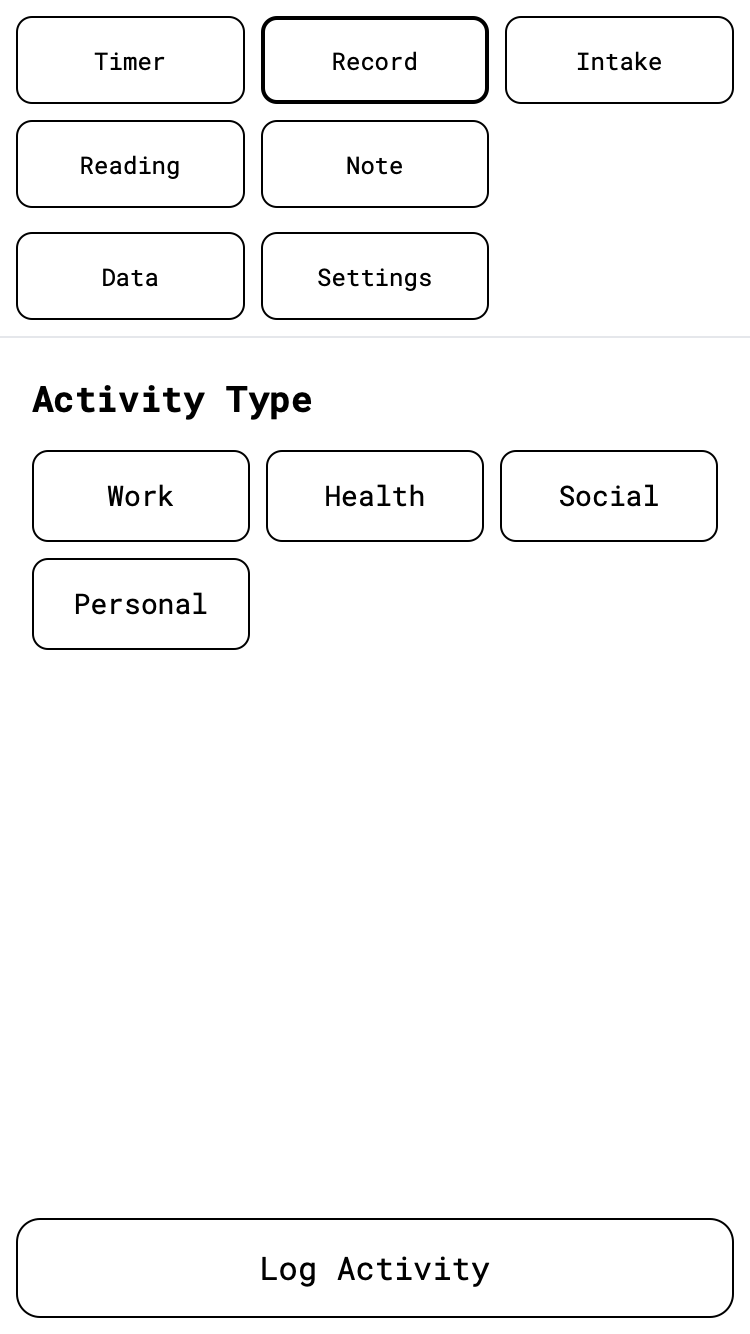 Timer Record Intake
Reading Note
Data Settings
Activity Type
Work Health Social
Personal
Log Activity